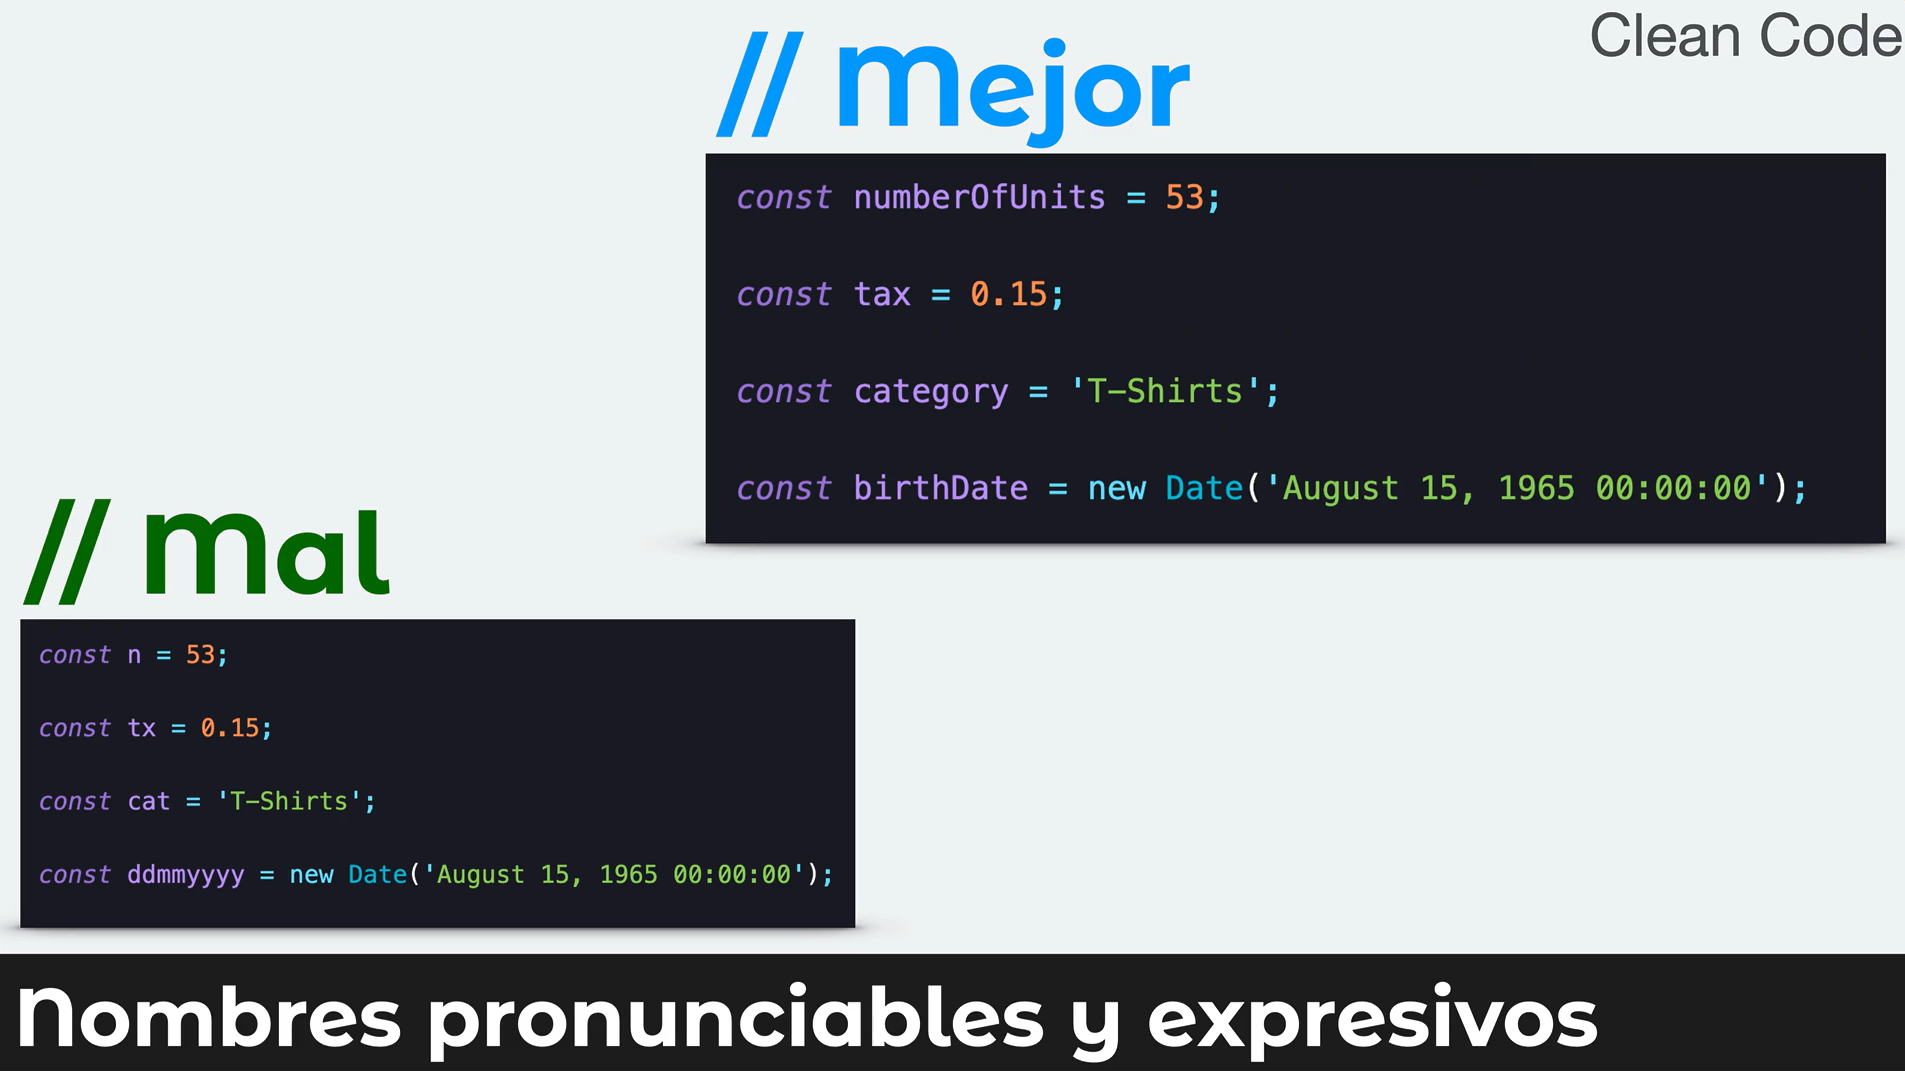 Clean Code
// Mejor
const numberOfUnits = 53;
const tax = 0.15;
const category = 'T-Shirts';
const birthDate = new Date('August 15, 1965 00:00:00');
// Mal
const n = 53;
const tx = 0.15;
const cat = 'T-Shirts';
const ddmmyyyy = new Date('August 15, 1965 00:00:00');
Nombres pronunciables y expresivos